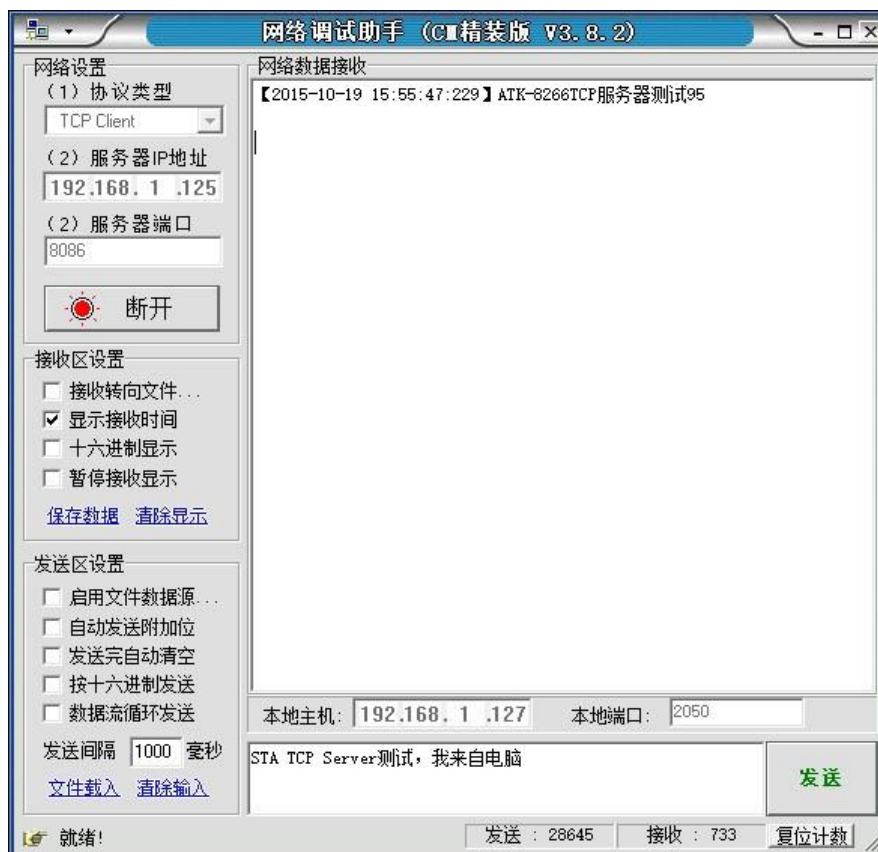 网络调试助手 (CM精装版 V3.8.2)
网络设置
(1) 协议类型
TCP Client
(2) 服务器IP地址
192.168. 1 .125
(2) 服务器端口
8086
断开
接收区设置
接收转向文件...
显示接收时间
十六进制显示
暂停接收显示
保存数据 清除显示
发送区设置
启用文件数据源...
自动发送附加位
发送完自动清空
按十六进制发送
数据流循环发送
发送间隔 1000 毫秒
文件载入 清除输入
网络数据接收
【2015-10-19 15:55:47:229】ATK-8266TCP服务器测试95
本地主机: 192.168. 1 .127 本地端口: 2050
STA TCP Server测试，我来自电脑
发送
就绪! 发送 : 28645 接收 : 733 复位计数